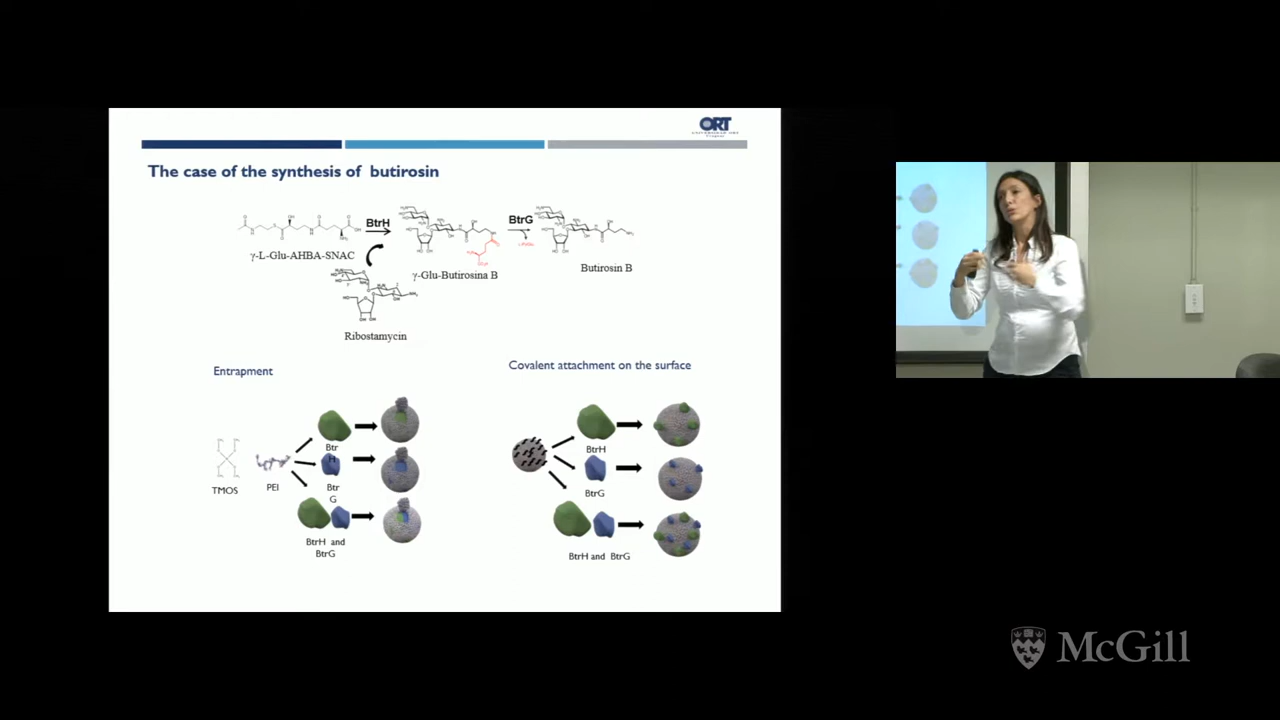 ORT
The case of the synthesis of butirosin
BtrH
BtrG
γ-L-Glu-AHBA-SNAC
γ-Glu-Butirosina B
Butirosin B
Ribostamycin
Entrapment
Covalent attachment on the surface
Btr
H
BtrH
TMOS
PEI
Btr
G
BtrG
BtrH and
BtrG
BtrH and BtrG
McGill